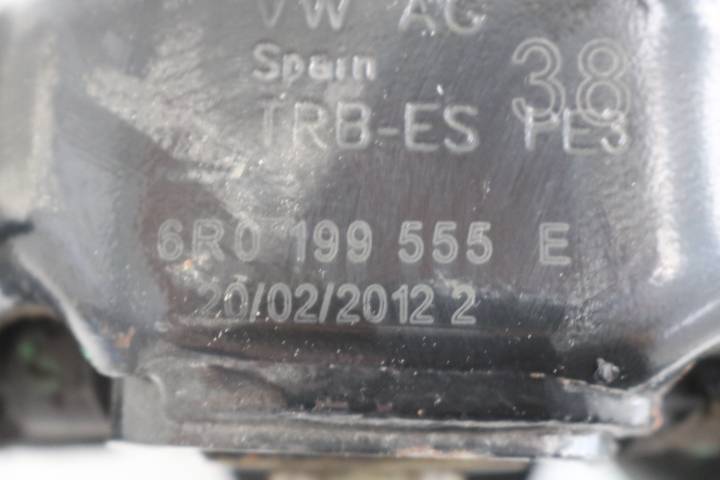 VW AG
Spain 38
TRB-ES PE3
6R0 199 555 E
20/02/2012 2